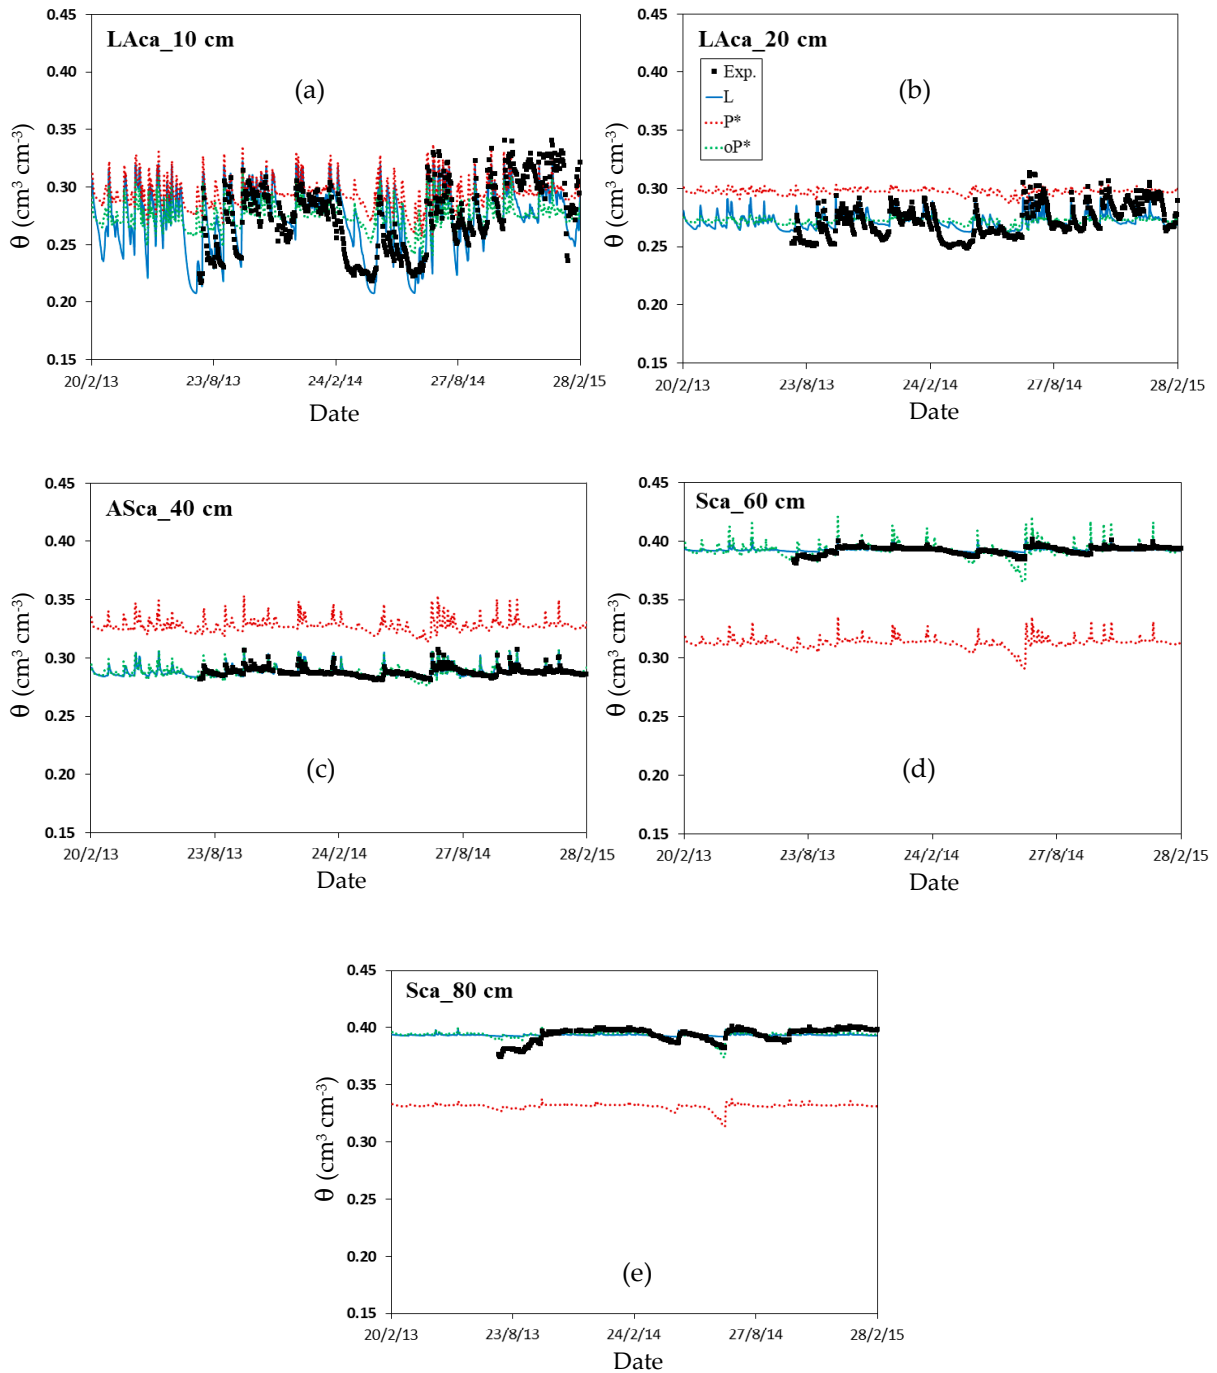 LAca_10 cm
(a)
θ (cm³ cm⁻³)
0.45
0.40
0.35
0.30
0.25
0.20
0.15
20/2/13 23/8/13 24/2/14 27/8/14 28/2/15
Date
LAca_20 cm
(b)
Exp.
L
P*
oP*
θ (cm³ cm⁻³)
0.45
0.40
0.35
0.30
0.25
0.20
0.15
20/2/13 23/8/13 24/2/14 27/8/14 28/2/15
Date
ASca_40 cm
(c)
θ (cm³ cm⁻³)
0.45
0.40
0.35
0.30
0.25
0.20
0.15
20/2/13 23/8/13 24/2/14 27/8/14 28/2/15
Date
Sca_60 cm
(d)
θ (cm³ cm⁻³)
0.45
0.40
0.35
0.30
0.25
0.20
0.15
20/2/13 23/8/13 24/2/14 27/8/14 28/2/15
Date
Sca_80 cm
(e)
θ (cm³ cm⁻³)
0.45
0.40
0.35
0.30
0.25
0.20
0.15
20/2/13 23/8/13 24/2/14 27/8/14 28/2/15
Date